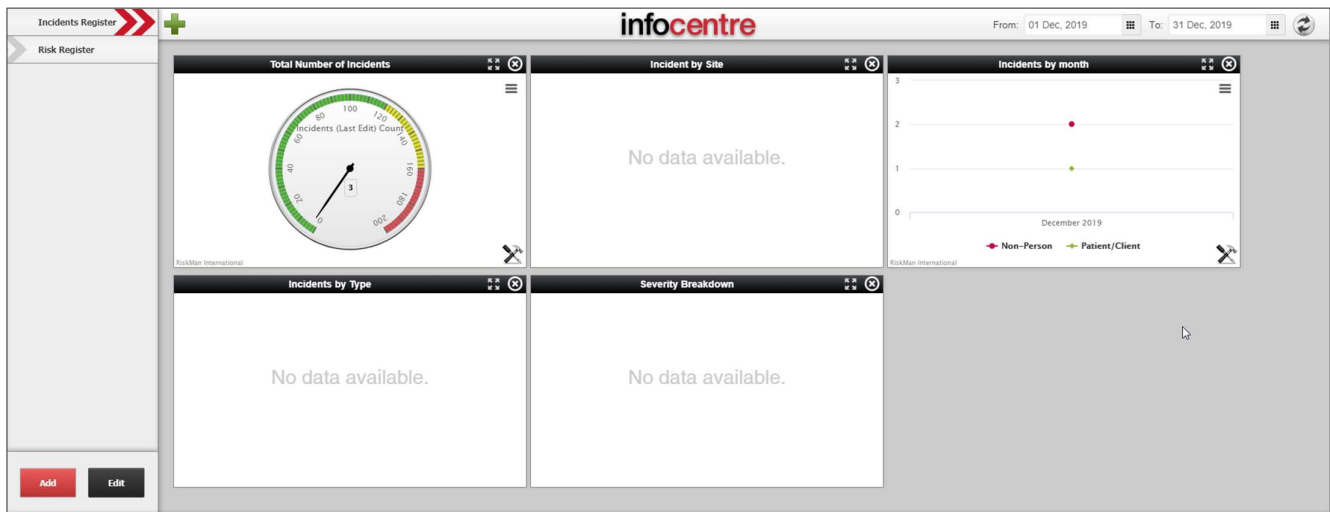 Incidents Register
Risk Register
infocentre
From: 01 Dec, 2019 To: 31 Dec, 2019
Total Number of Incidents
Incidents (Last Edit) Count
0
20
40
60
80
100
120
140
160
180
200
3
RiskMan International
Incident by Site
No data available.
Incidents by month
3
2
1
0
December 2019
Non-Person Patient/Client
RiskMan International
Incidents by Type
No data available.
Severity Breakdown
No data available.
Add Edit